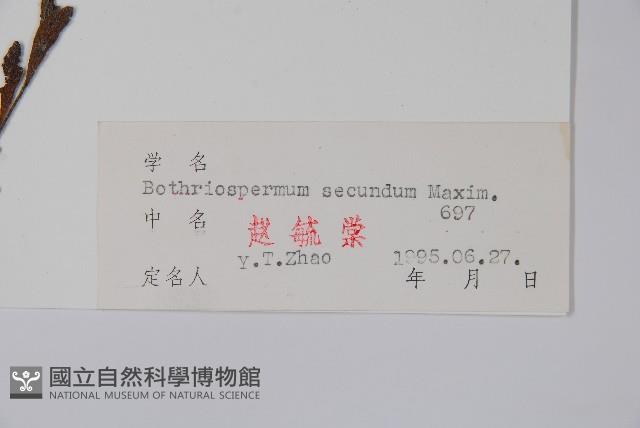 学 名
Bothriospermum secundum Maxim.
697
中 名
赵 毓 棠
Y.T.Zhao 1995.06.27.
定名人 年 月 日
國立自然科學博物館
NATIONAL MUSEUM OF NATURAL SCIENCE